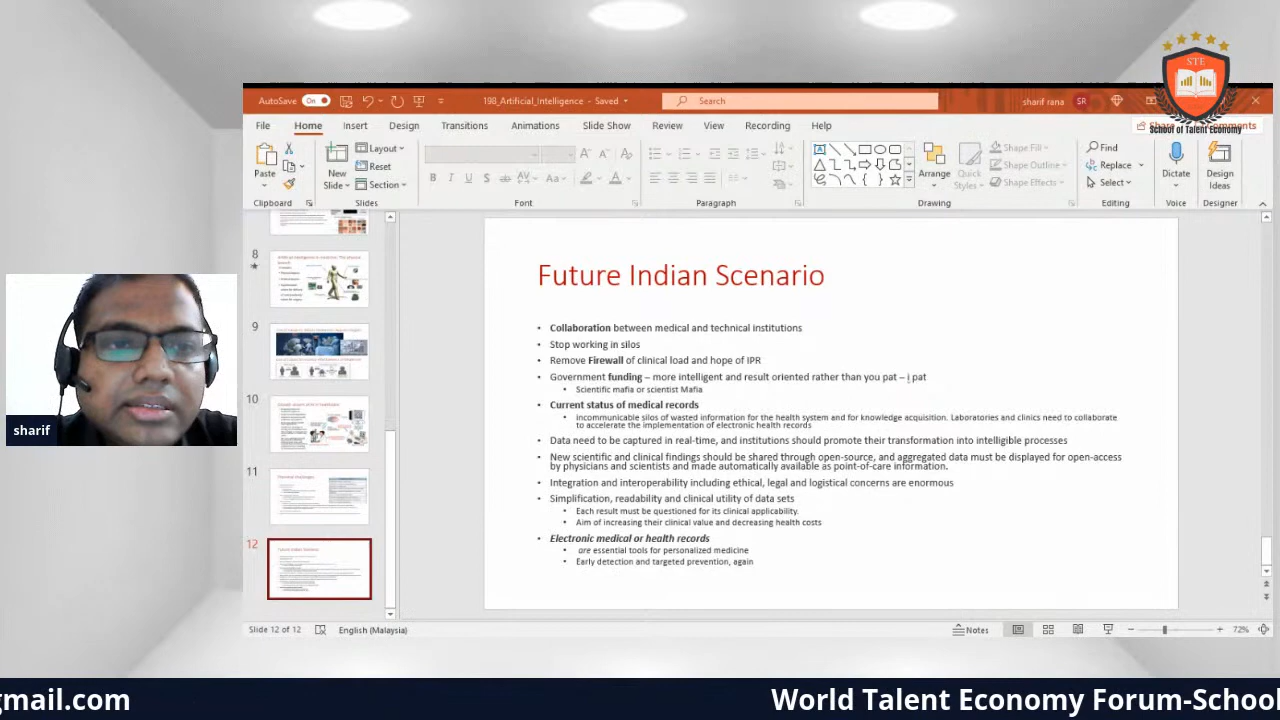 STE
School of Talent Economy
AutoSave On 198_Artificial_Intelligence - Saved Search sharif rana SR
File Home Insert Design Transitions Animations Slide Show Review View Recording Help Comments
Paste New Slide Layout Reset Section Arrange Quick Styles Shape Fill Shape Outline Shape Effects Find Replace Select Dictate Design Ideas
Clipboard Slides Font Paragraph Drawing Editing Voice Designer
8
9
10
11
12
Future Indian Scenario
• Collaboration between medical and technical institutions
• Stop working in silos
• Remove Firewall of clinical load and hope of IPR
• Government funding – more intelligent and result oriented rather than you pat – i pat
• Scientific mafia or scientist Mafia
• Current status of medical records
• incommunicable silos of wasted information for the health system and for knowledge acquisition. Laboratories and clinics need to collaborate
to accelerate the implementation of electronic health records
• Data need to be captured in real-time, and institutions should promote their transformation into intelligible processes
• New scientific and clinical findings should be shared through open-source, and aggregated data must be displayed for open-access
by physicians and scientists and made automatically available as point-of-care information.
• Integration and interoperability including ethical, legal and logistical concerns are enormous
• Simplification, readability and clinical utility of data sets
• Each result must be questioned for its clinical applicability.
• Aim of increasing their clinical value and decreasing health costs
• Electronic medical or health records
• are essential tools for personalized medicine
• Early detection and targeted prevention, again
sharif
Slide 12 of 12 English (Malaysia) Notes 72%
gmail.com World Talent Economy Forum-School